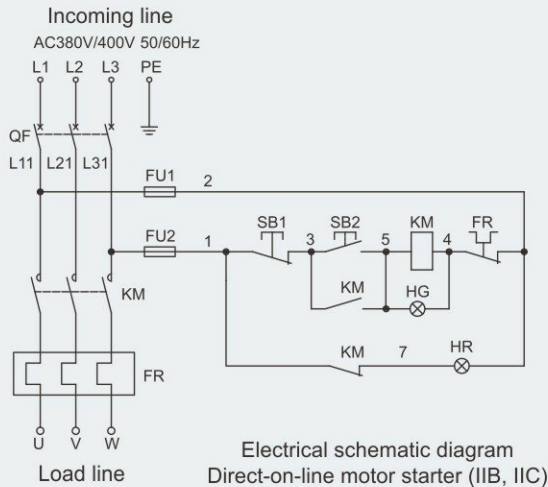 Incoming line
AC380V/400V 50/60Hz
L1 L2 L3 PE
QF
L11 L21 L31
FU1 2
FU2 1 SB1 3 SB2 5 KM 4 FR
KM
KM HG
KM 7 HR
FR
U V W
Load line
Electrical schematic diagram
Direct-on-line motor starter (IIB, IIC)